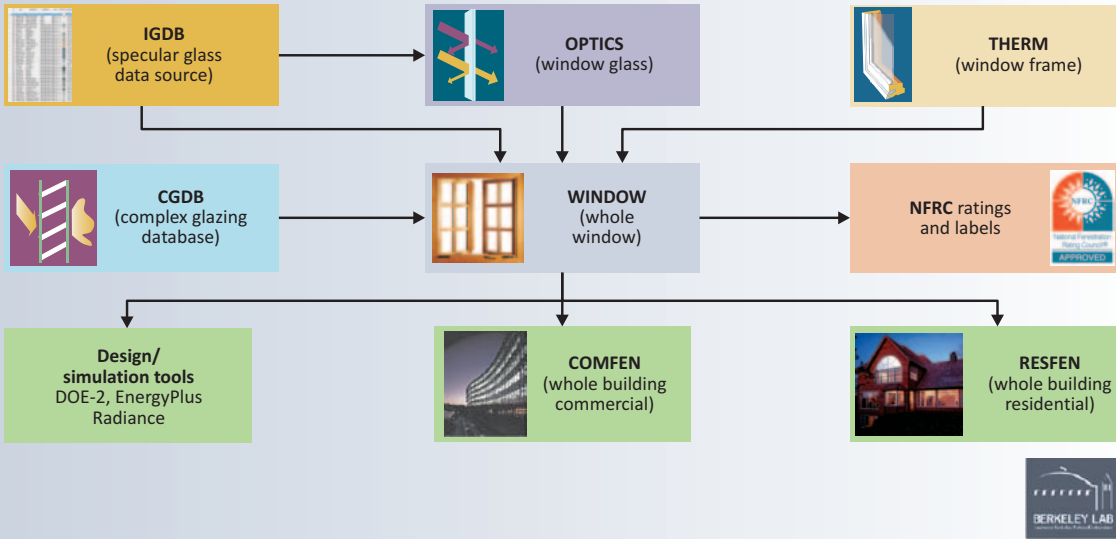 IGDB
(specular glass
data source)
OPTICS
(window glass)
THERM
(window frame)
CGDB
(complex glazing
database)
WINDOW
(whole
window)
NFRC ratings
and labels
NFRC
National Fenestration
Rating Council®
APPROVED
Design/
simulation tools
DOE-2, EnergyPlus
Radiance
COMFEN
(whole building
commercial)
RESFEN
(whole building
residential)
BERKELEY LAB